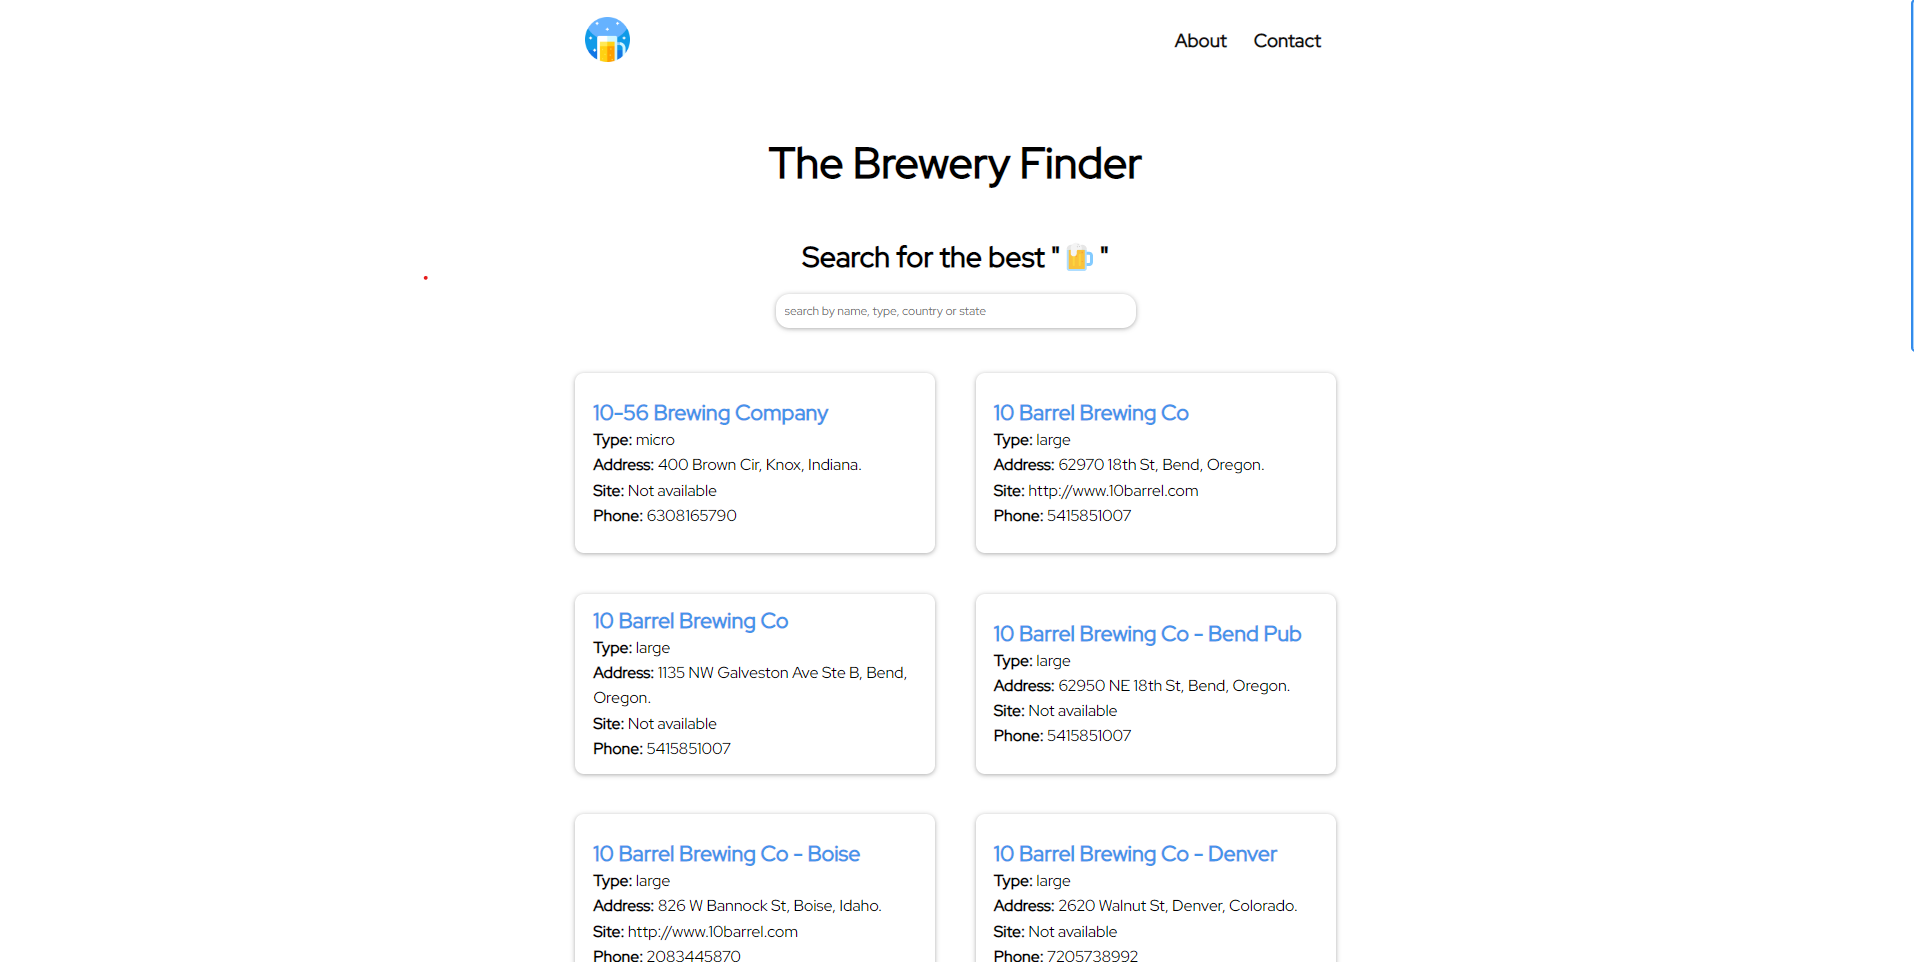 About Contact
The Brewery Finder
Search for the best " 🍺 "
search by name, type, country or state
10-56 Brewing Company
Type: micro
Address: 400 Brown Cir, Knox, Indiana.
Site: Not available
Phone: 6308165790
10 Barrel Brewing Co
Type: large
Address: 62970 18th St, Bend, Oregon.
Site: http://www.10barrel.com
Phone: 5415851007
10 Barrel Brewing Co
Type: large
Address: 1135 NW Galveston Ave Ste B, Bend,
Oregon.
Site: Not available
Phone: 5415851007
10 Barrel Brewing Co - Bend Pub
Type: large
Address: 62950 NE 18th St, Bend, Oregon.
Site: Not available
Phone: 5415851007
10 Barrel Brewing Co - Boise
Type: large
Address: 826 W Bannock St, Boise, Idaho.
Site: http://www.10barrel.com
Phone: 2083445870
10 Barrel Brewing Co - Denver
Type: large
Address: 2620 Walnut St, Denver, Colorado.
Site: Not available
Phone: 7205738992